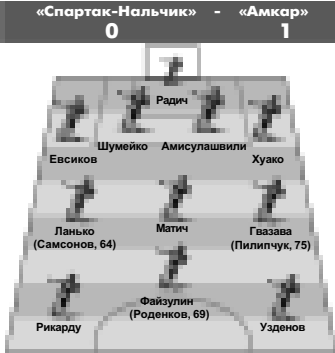 «Спартак-Нальчик» - «Амкар»
0 1
Радич
Шумейко Амисулашвили
Евсиков Хуако
Ланько Матич Гвазава
(Самсонов, 64) (Пилипчук, 75)
Файзулин
(Роденков, 69)
Рикарду Узденов